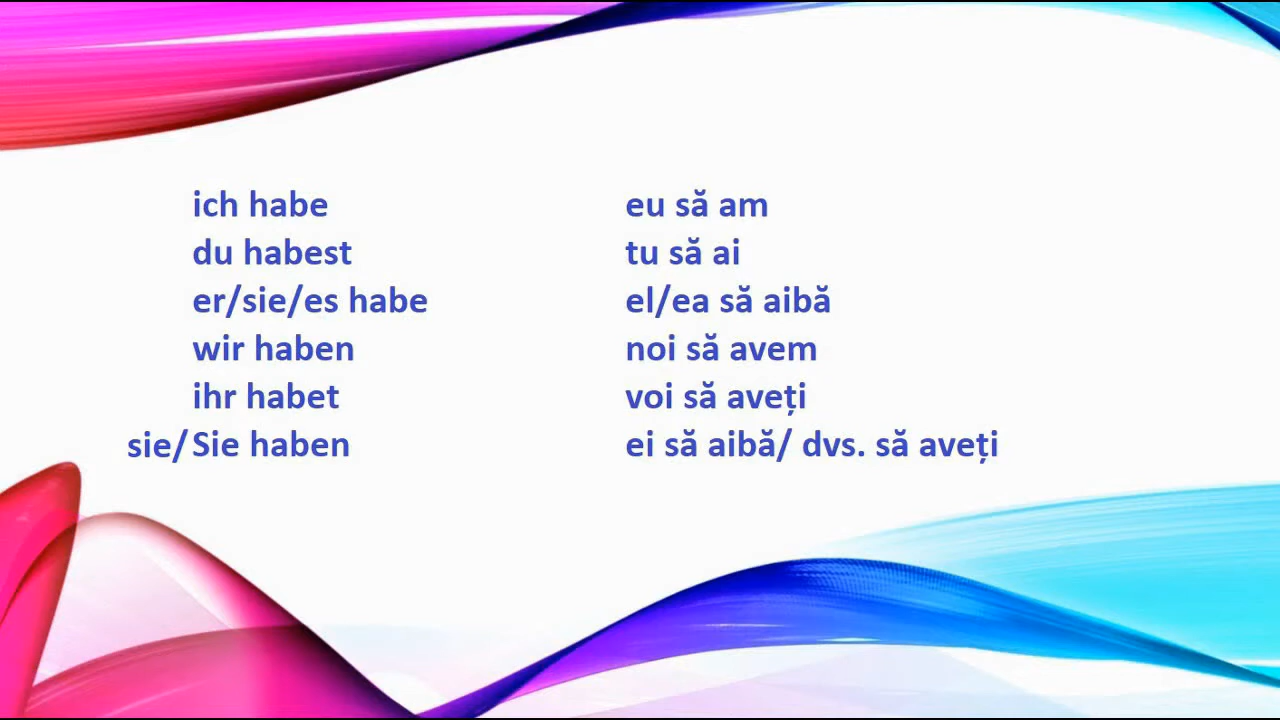 ich habe eu să am
du habest tu să ai
er/sie/es habe el/ea să aibă
wir haben noi să avem
ihr habet voi să aveți
sie/Sie haben ei să aibă/ dvs. să aveți